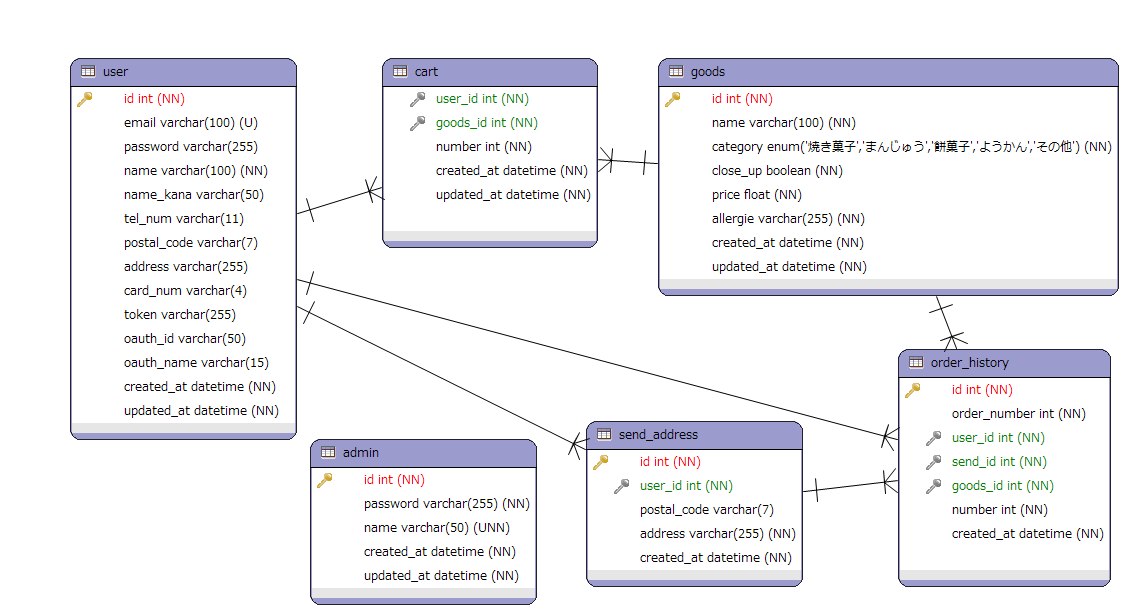 user
id int (NN)
email varchar(100) (U)
password varchar(255)
name varchar(100) (NN)
name_kana varchar(50)
tel_num varchar(11)
postal_code varchar(7)
address varchar(255)
card_num varchar(4)
token varchar(255)
oauth_id varchar(50)
oauth_name varchar(15)
created_at datetime (NN)
updated_at datetime (NN)
cart
user_id int (NN)
goods_id int (NN)
number int (NN)
created_at datetime (NN)
updated_at datetime (NN)
goods
id int (NN)
name varchar(100) (NN)
category enum('焼き菓子','まんじゅう','餅菓子','ようかん','その他') (NN)
close_up boolean (NN)
price float (NN)
allergie varchar(255) (NN)
created_at datetime (NN)
updated_at datetime (NN)
admin
id int (NN)
password varchar(255) (NN)
name varchar(50) (UNN)
created_at datetime (NN)
updated_at datetime (NN)
send_address
id int (NN)
user_id int (NN)
postal_code varchar(7)
address varchar(255) (NN)
created_at datetime (NN)
order_history
id int (NN)
order_number int (NN)
user_id int (NN)
send_id int (NN)
goods_id int (NN)
number int (NN)
created_at datetime (NN)